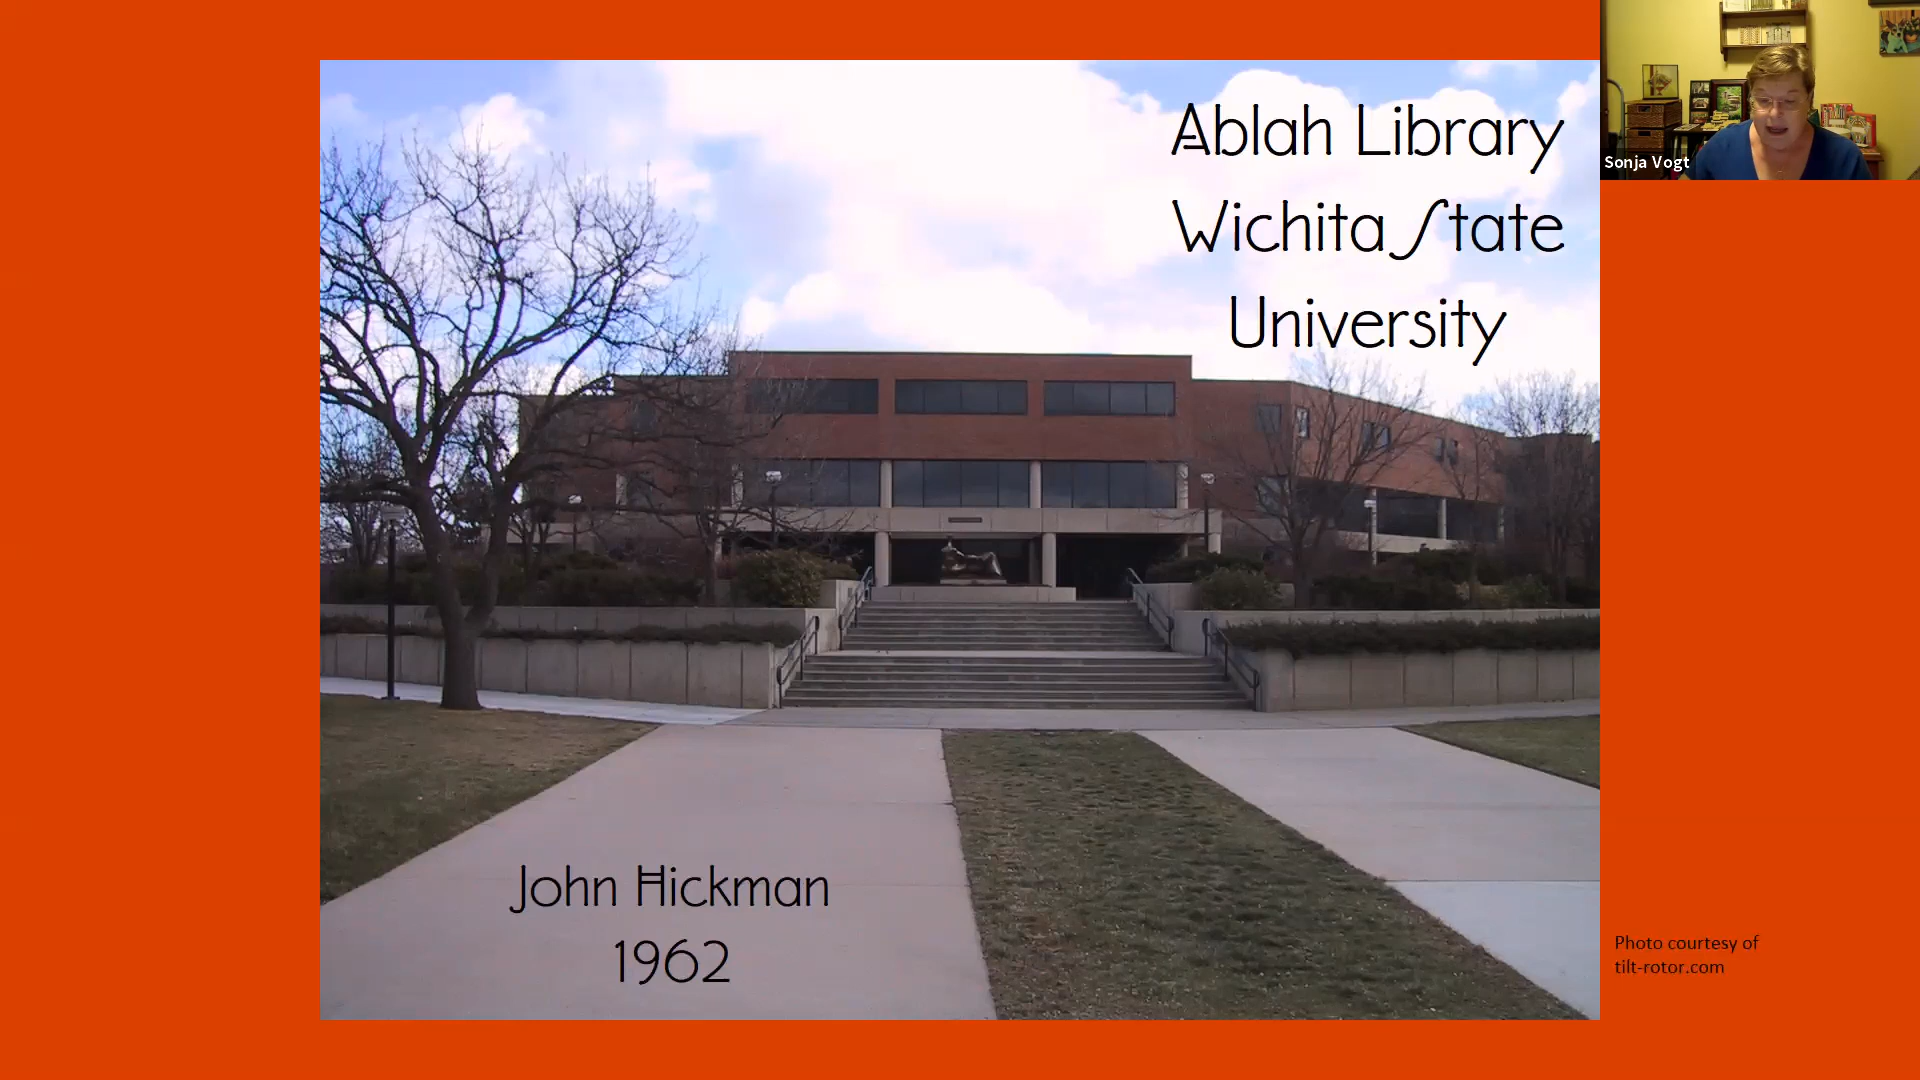 Ablah Library
Wichita State
University
Sonja Vogt
John Hickman
1962
Photo courtesy of
tilt-rotor.com